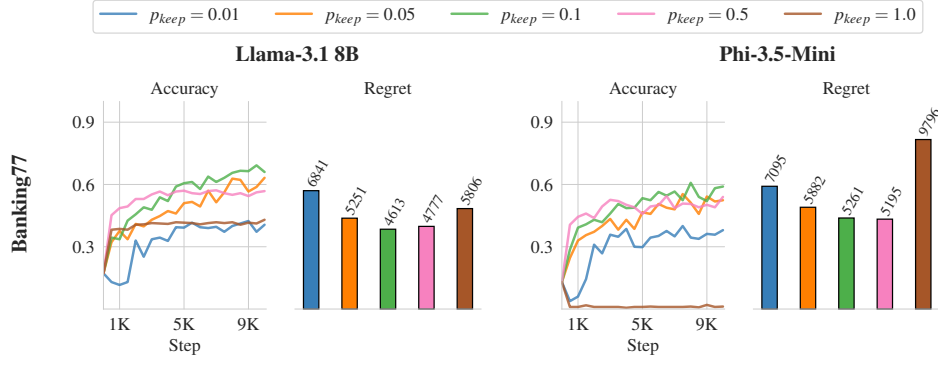 p_keep = 0.01 p_keep = 0.05 p_keep = 0.1 p_keep = 0.5 p_keep = 1.0
Llama-3.1 8B Phi-3.5-Mini
Accuracy Regret Accuracy Regret
Banking77
0.9
0.6
0.3
1K 5K 9K
Step
6841
5251
4613
4777
5806
0.9
0.6
0.3
1K 5K 9K
Step
7095
5882
5261
5195
9796